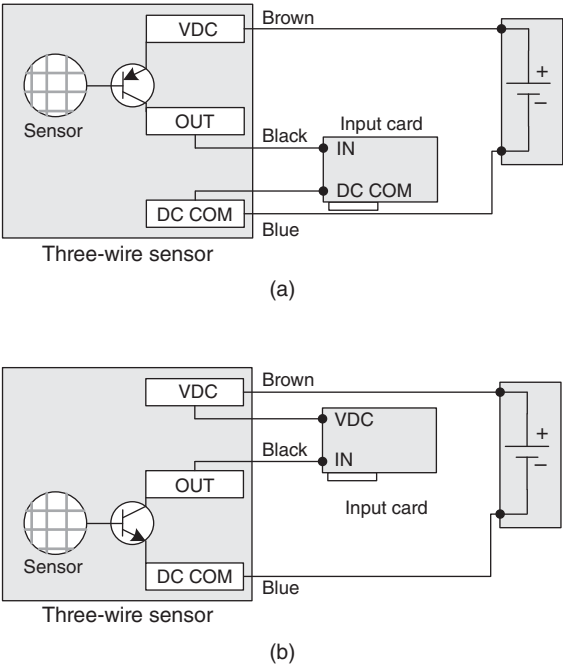 VDC
Brown
+
−
OUT
Sensor
Black
Input card
IN
DC COM
DC COM
Blue
Three-wire sensor
(a)
VDC
Brown
VDC
+
−
Black
IN
OUT
Input card
Sensor
DC COM
Blue
Three-wire sensor
(b)